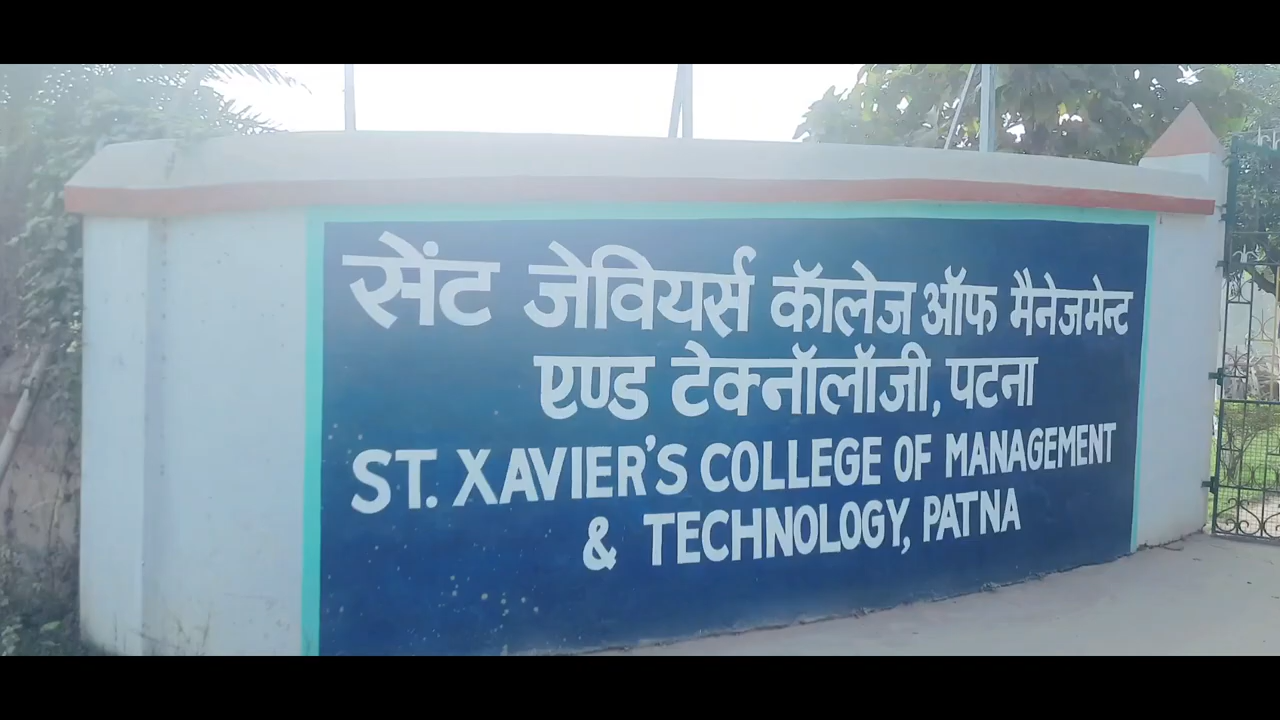 सेंट जेवियर्स कॅालेज ऑफ मैनेजमेन्ट
एण्ड टेक्नॅालॅाजी, पटना
ST. XAVIER'S COLLEGE OF MANAGEMENT
& TECHNOLOGY, PATNA